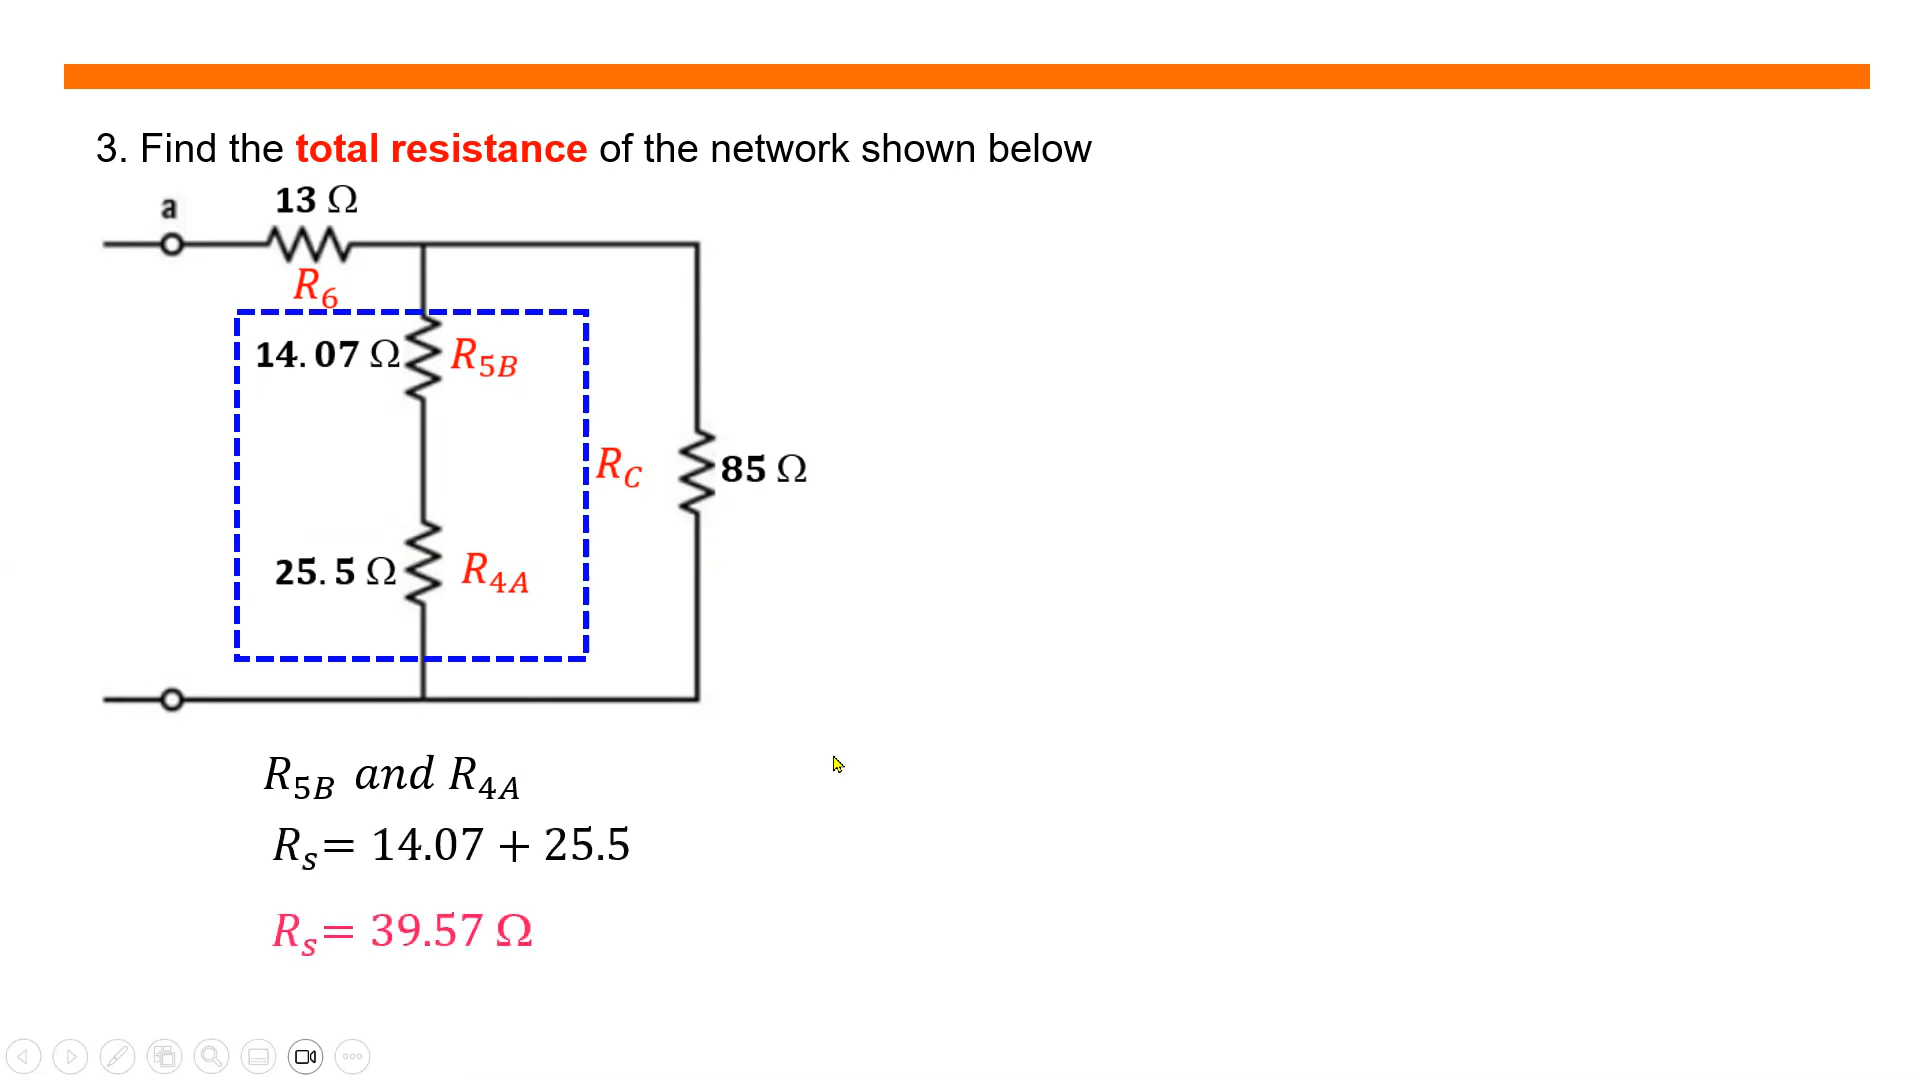 3. Find the total resistance of the network shown below
a
13 Ω
R₆
14.07 Ω
R₅B
R_C
85 Ω
25.5 Ω
R₄A
R₅B and R₄A
Rₛ= 14.07 + 25.5
Rₛ= 39.57 Ω